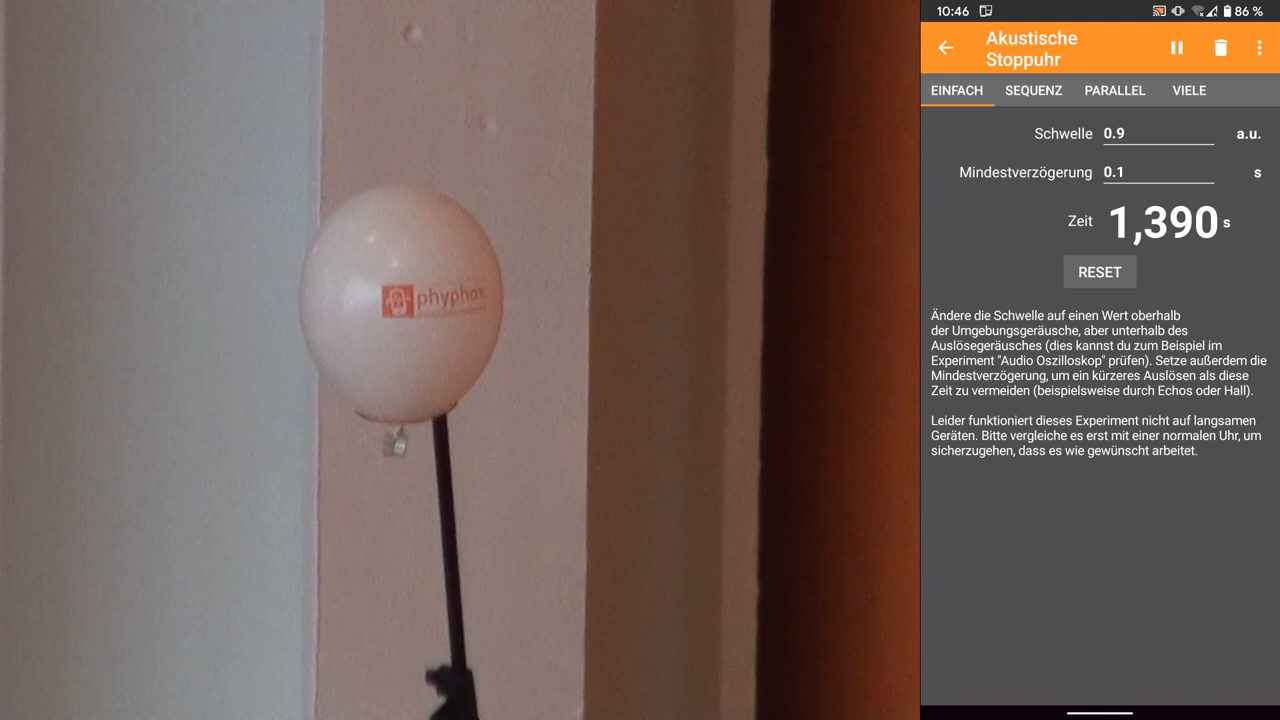 phyphox
10:46
86 %
Akustische
Stoppuhr
EINFACH SEQUENZ PARALLEL VIELE
Schwelle 0.9 a.u.
Mindestverzögerung 0.1 s
Zeit 1,390 s
RESET
Ändere die Schwelle auf einen Wert oberhalb
der Umgebungsgeräusche, aber unterhalb des
Auslösegeräusches (dies kannst du zum Beispiel im
Experiment "Audio Oszilloskop" prüfen). Setze außerdem die
Mindestverzögerung, um ein kürzeres Auslösen als diese
Zeit zu vermeiden (beispielsweise durch Echos oder Hall).
Leider funktioniert dieses Experiment nicht auf langsamen
Geräten. Bitte vergleiche es erst mit einer normalen Uhr, um
sicherzugehen, dass es wie gewünscht arbeitet.